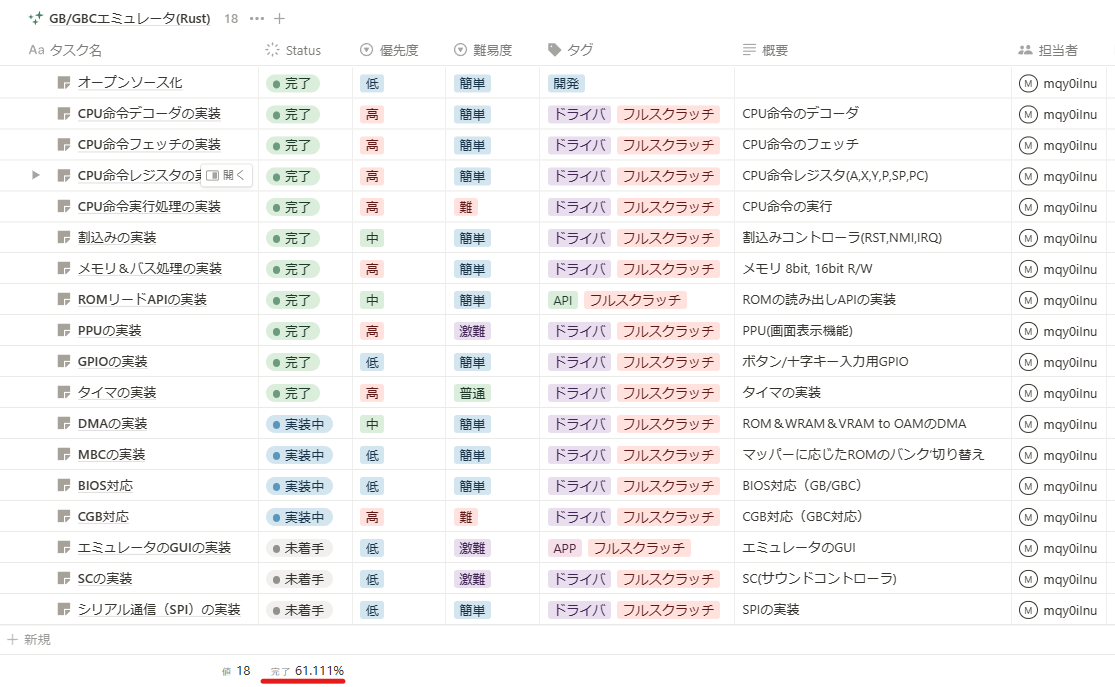 GB/GBCエミュレータ(Rust) 18 ••• +
Aa タスク名 Status 優先度 難易度 タグ 概要 担当者
オープンソース化 完了 低 簡単 開発 M mqy0iInu
CPU命令デコーダの実装 完了 高 簡単 ドライバ フルスクラッチ CPU命令のデコーダ M mqy0iInu
CPU命令フェッチの実装 完了 高 簡単 ドライバ フルスクラッチ CPU命令のフェッチ M mqy0iInu
CPU命令レジスタの実 開く 完了 高 簡単 ドライバ フルスクラッチ CPU命令レジスタ(A,X,Y,P,SP,PC) M mqy0iInu
CPU命令実行処理の実装 完了 高 難 ドライバ フルスクラッチ CPU命令の実行 M mqy0iInu
割込みの実装 完了 中 簡単 ドライバ フルスクラッチ 割込みコントローラ(RST,NMI,IRQ) M mqy0iInu
メモリ＆バス処理の実装 完了 高 簡単 ドライバ フルスクラッチ メモリ 8bit, 16bit R/W M mqy0iInu
ROMリードAPIの実装 完了 中 簡単 API フルスクラッチ ROMの読み出しAPIの実装 M mqy0iInu
PPUの実装 完了 高 激難 ドライバ フルスクラッチ PPU(画面表示機能) M mqy0iInu
GPIOの実装 完了 低 簡単 ドライバ フルスクラッチ ボタン/十字キー入力用GPIO M mqy0iInu
タイマの実装 完了 高 普通 ドライバ フルスクラッチ タイマの実装 M mqy0iInu
DMAの実装 実装中 中 簡単 ドライバ フルスクラッチ ROM＆WRAM＆VRAM to OAMのDMA M mqy0iInu
MBCの実装 実装中 低 簡単 ドライバ フルスクラッチ マッパーに応じたROMのバンク切り替え M mqy0iInu
BIOS対応 実装中 低 簡単 ドライバ フルスクラッチ BIOS対応（GB/GBC） M mqy0iInu
CGB対応 実装中 高 難 ドライバ フルスクラッチ CGB対応（GBC対応） M mqy0iInu
エミュレータのGUIの実装 未着手 低 激難 APP フルスクラッチ エミュレータのGUI M mqy0iInu
SCの実装 未着手 低 激難 ドライバ フルスクラッチ SC(サウンドコントローラ) M mqy0iInu
シリアル通信（SPI）の実装 未着手 低 簡単 ドライバ フルスクラッチ SPIの実装 M mqy0iInu
+ 新規
値 18 完了 61.111%